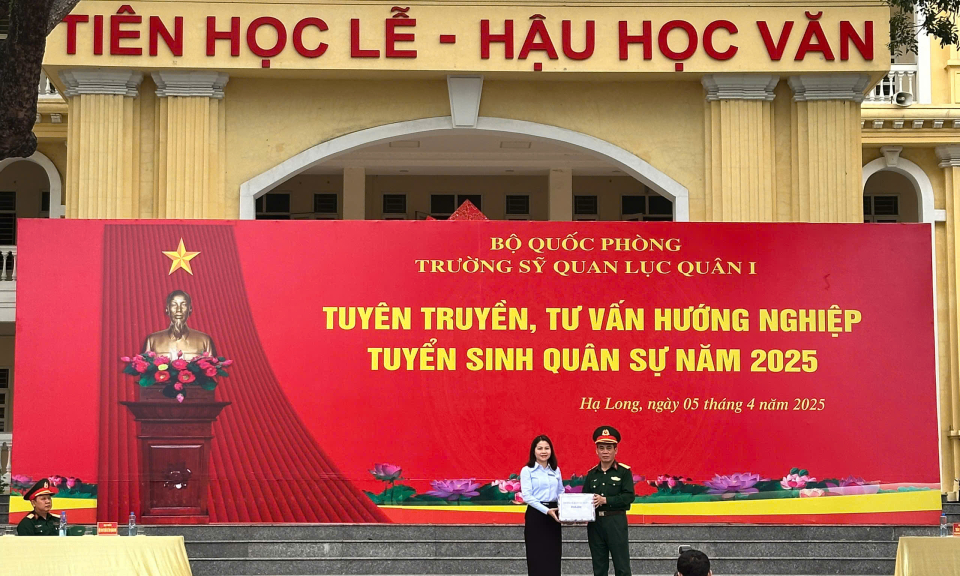 TIÊN HỌC LỄ - HẬU HỌC VĂN
BỘ QUỐC PHÒNG
TRƯỜNG SỸ QUAN LỤC QUÂN I
TUYÊN TRUYỀN, TƯ VẤN HƯỚNG NGHIỆP
TUYỂN SINH QUÂN SỰ NĂM 2025
Hạ Long, ngày 05 tháng 4 năm 2025